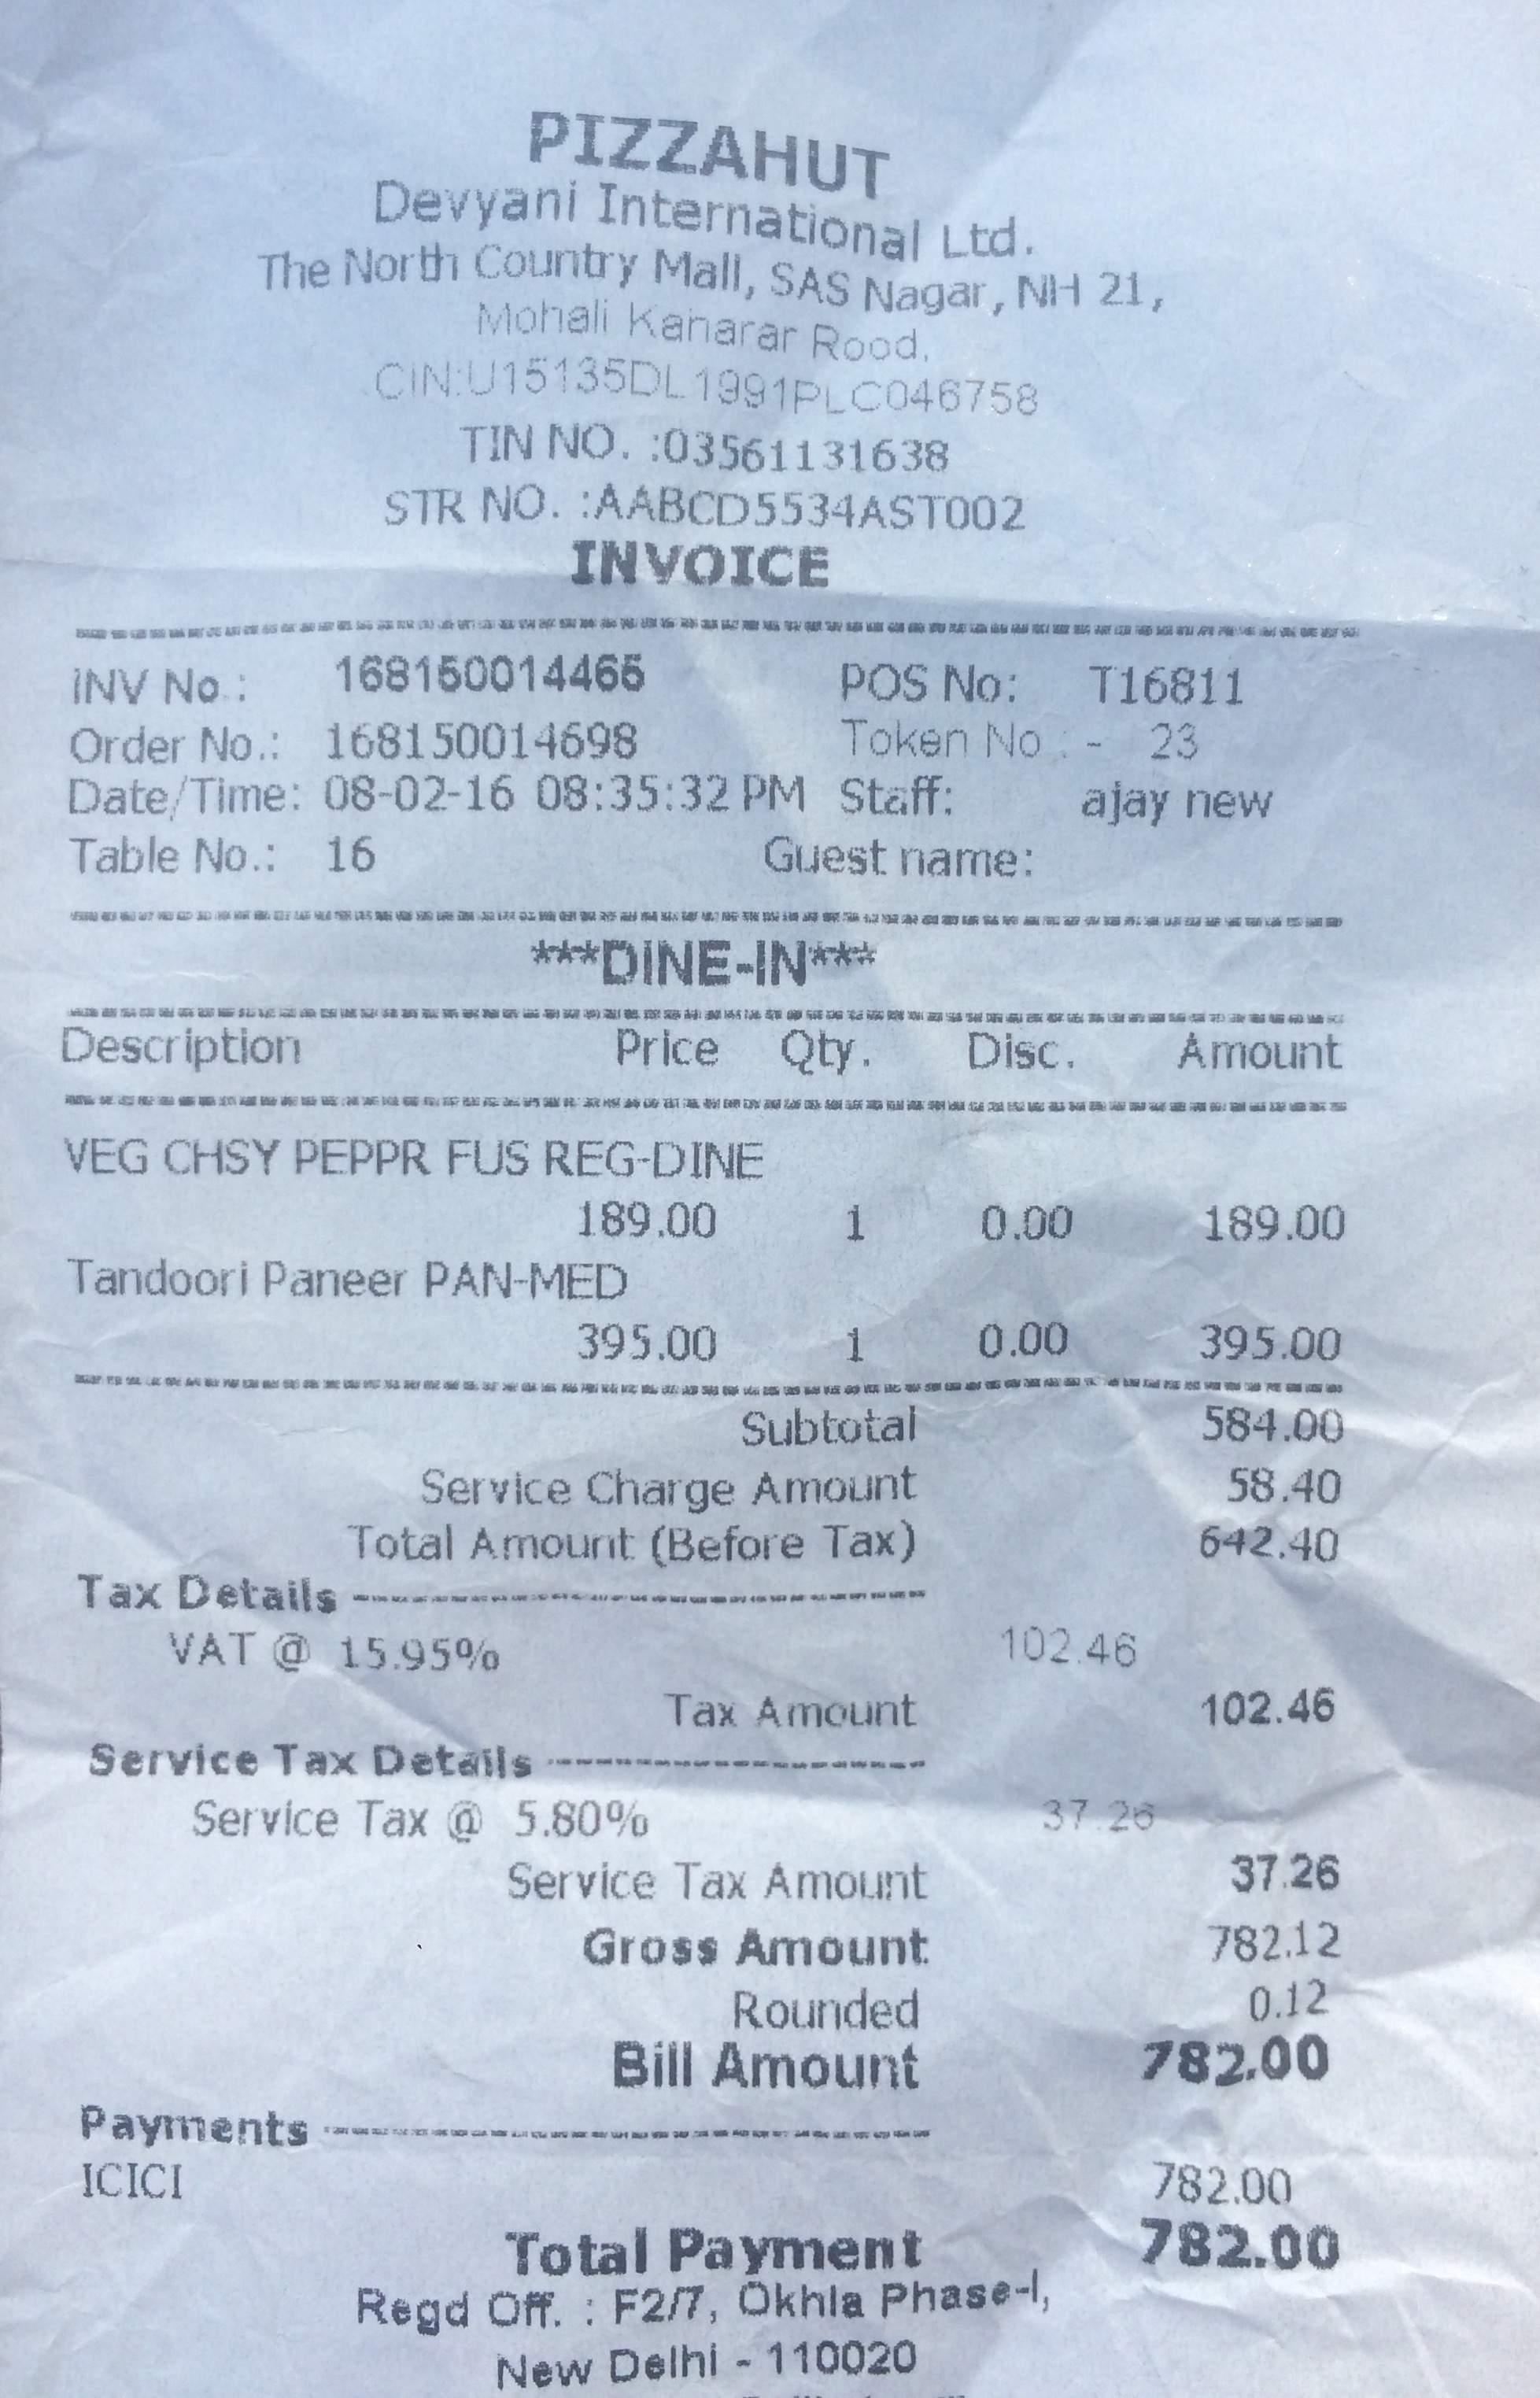 PIZZAHUT
Devyani International Ltd.
The North Country Mall, SAS Nagar, NH 21,
Mohali Kanarar Rood,
CIN:U15135DL1991PLC046758
TIN NO. :03561131638
STR NO. :AABCD5534AST002
INVOICE
INV No.: 168150014465 POS No: T16811
Order No.: 168150014698 Token No : - 23
Date/Time: 08-02-16 08:35:32 PM Staff: ajay new
Table No.: 16 Guest name:
***DINE-IN***
Description Price Qty. Disc. Amount
VEG CHSY PEPPR FUS REG-DINE
189.00 1 0.00 189.00
Tandoori Paneer PAN-MED
395.00 1 0.00 395.00
Subtotal 584.00
Service Charge Amount 58.40
Total Amount (Before Tax) 642.40
Tax Details
VAT @ 15.95% 102.46
Tax Amount 102.46
Service Tax Details
Service Tax @ 5.80% 37.26
Service Tax Amount 37.26
Gross Amount 782.12
Rounded 0.12
Bill Amount 782.00
Payments
ICICI 782.00
Total Payment 782.00
Regd Off. : F2/7, Okhla Phase-I,
New Delhi - 110020